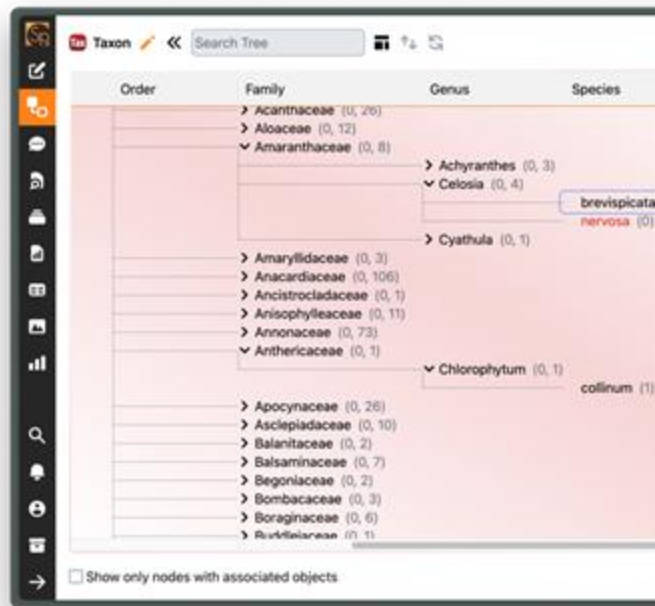 Taxon
Search Tree
Order Family Genus Species
Acanthaceae (0, 26)
Aloaceae (0, 12)
Amaranthaceae (0, 8)
Achyranthes (0, 3)
Celosia (0, 4)
brevispicata
nervosa (0)
Cyathula (0, 1)
Amaryllidaceae (0, 3)
Anacardiaceae (0, 106)
Ancistrocladaceae (0, 1)
Anisophylleaceae (0, 11)
Annonaceae (0, 73)
Anthericaceae (0, 1)
Chlorophytum (0, 1)
collinum (1)
Apocynaceae (0, 26)
Asclepiadaceae (0, 10)
Balanitaceae (0, 2)
Balsaminaceae (0, 7)
Begoniaceae (0, 2)
Bombacaceae (0, 3)
Boraginaceae (0, 6)
Buddlejaceae (0, 1)
Show only nodes with associated objects